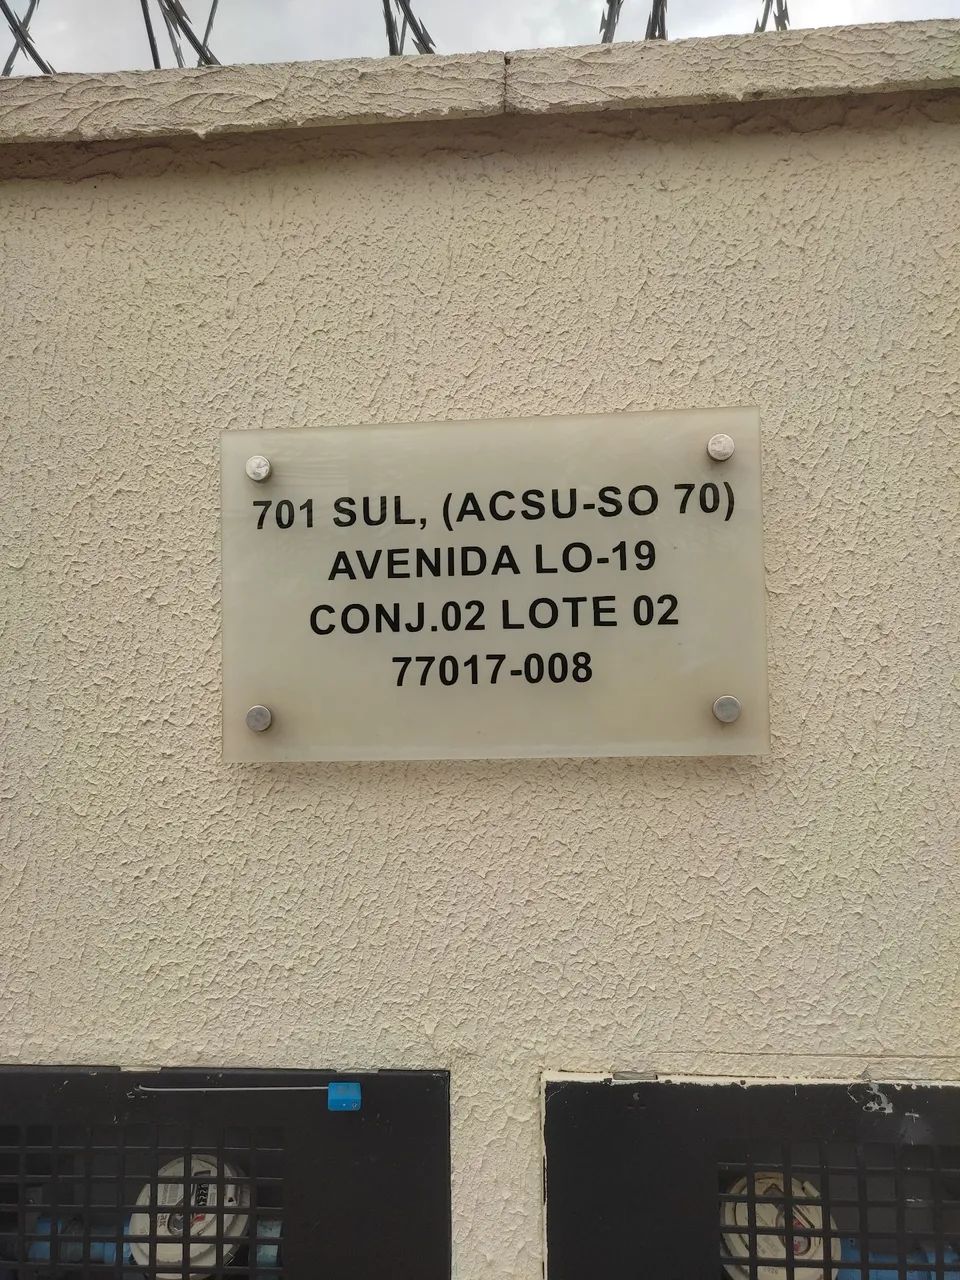 701 SUL, (ACSU-SO 70)
AVENIDA LO-19
CONJ.02 LOTE 02
77017-008